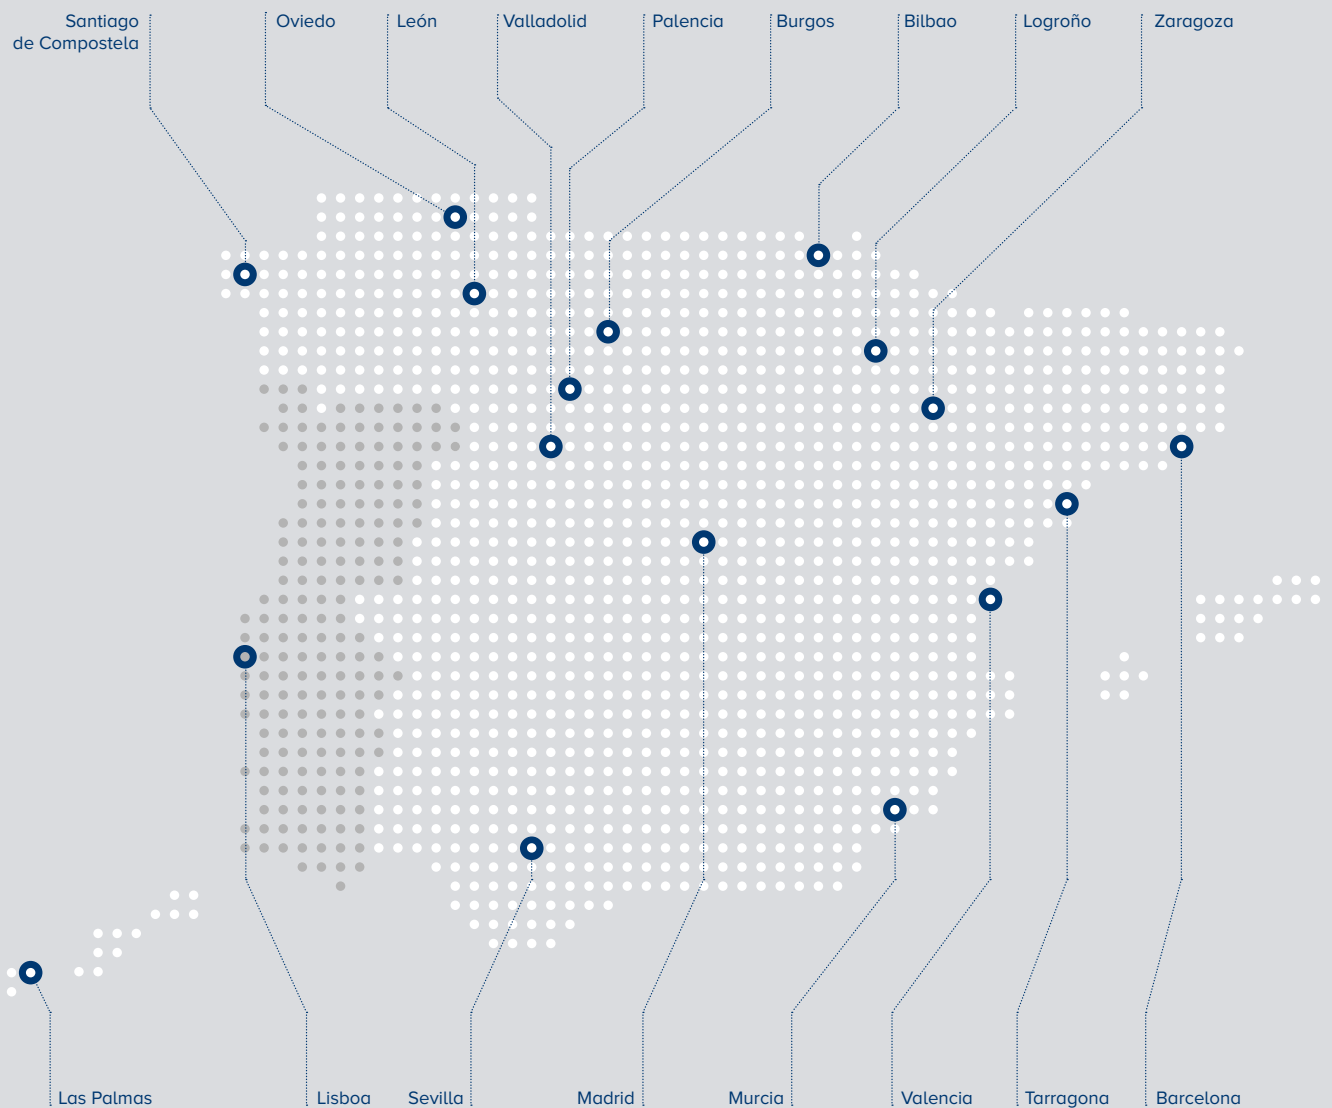 Santiago
de Compostela
Oviedo
León
Valladolid
Palencia
Burgos
Bilbao
Logroño
Zaragoza
Las Palmas
Lisboa
Sevilla
Madrid
Murcia
Valencia
Tarragona
Barcelona